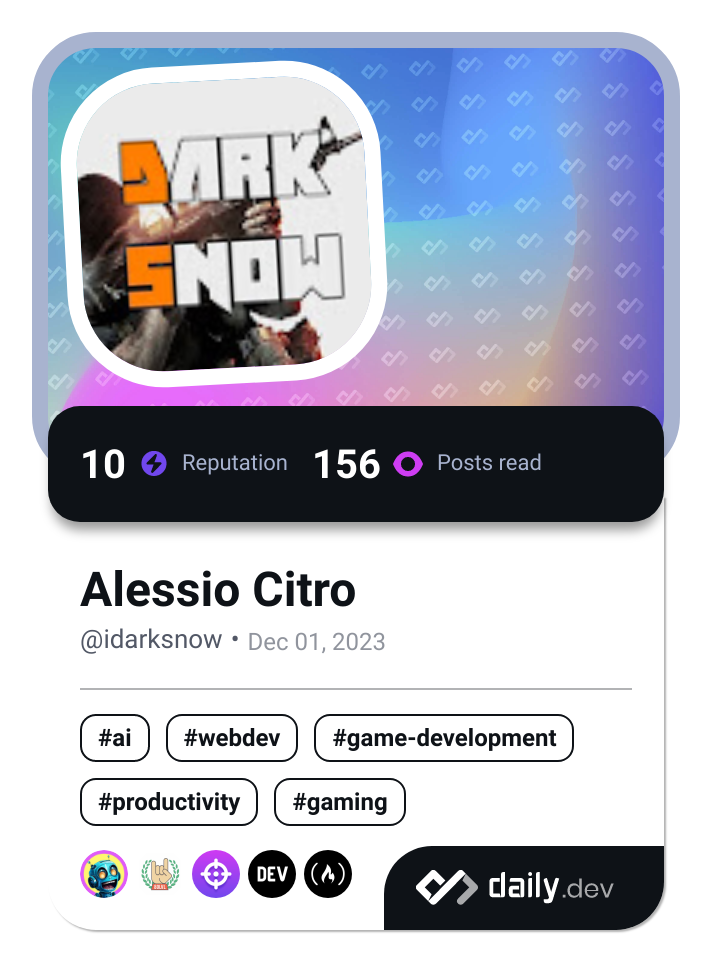 DARK
SNOW
10 Reputation 156 Posts read
Alessio Citro
@idarksnow • Dec 01, 2023
#ai #webdev #game-development
#productivity #gaming
DEV
daily.dev